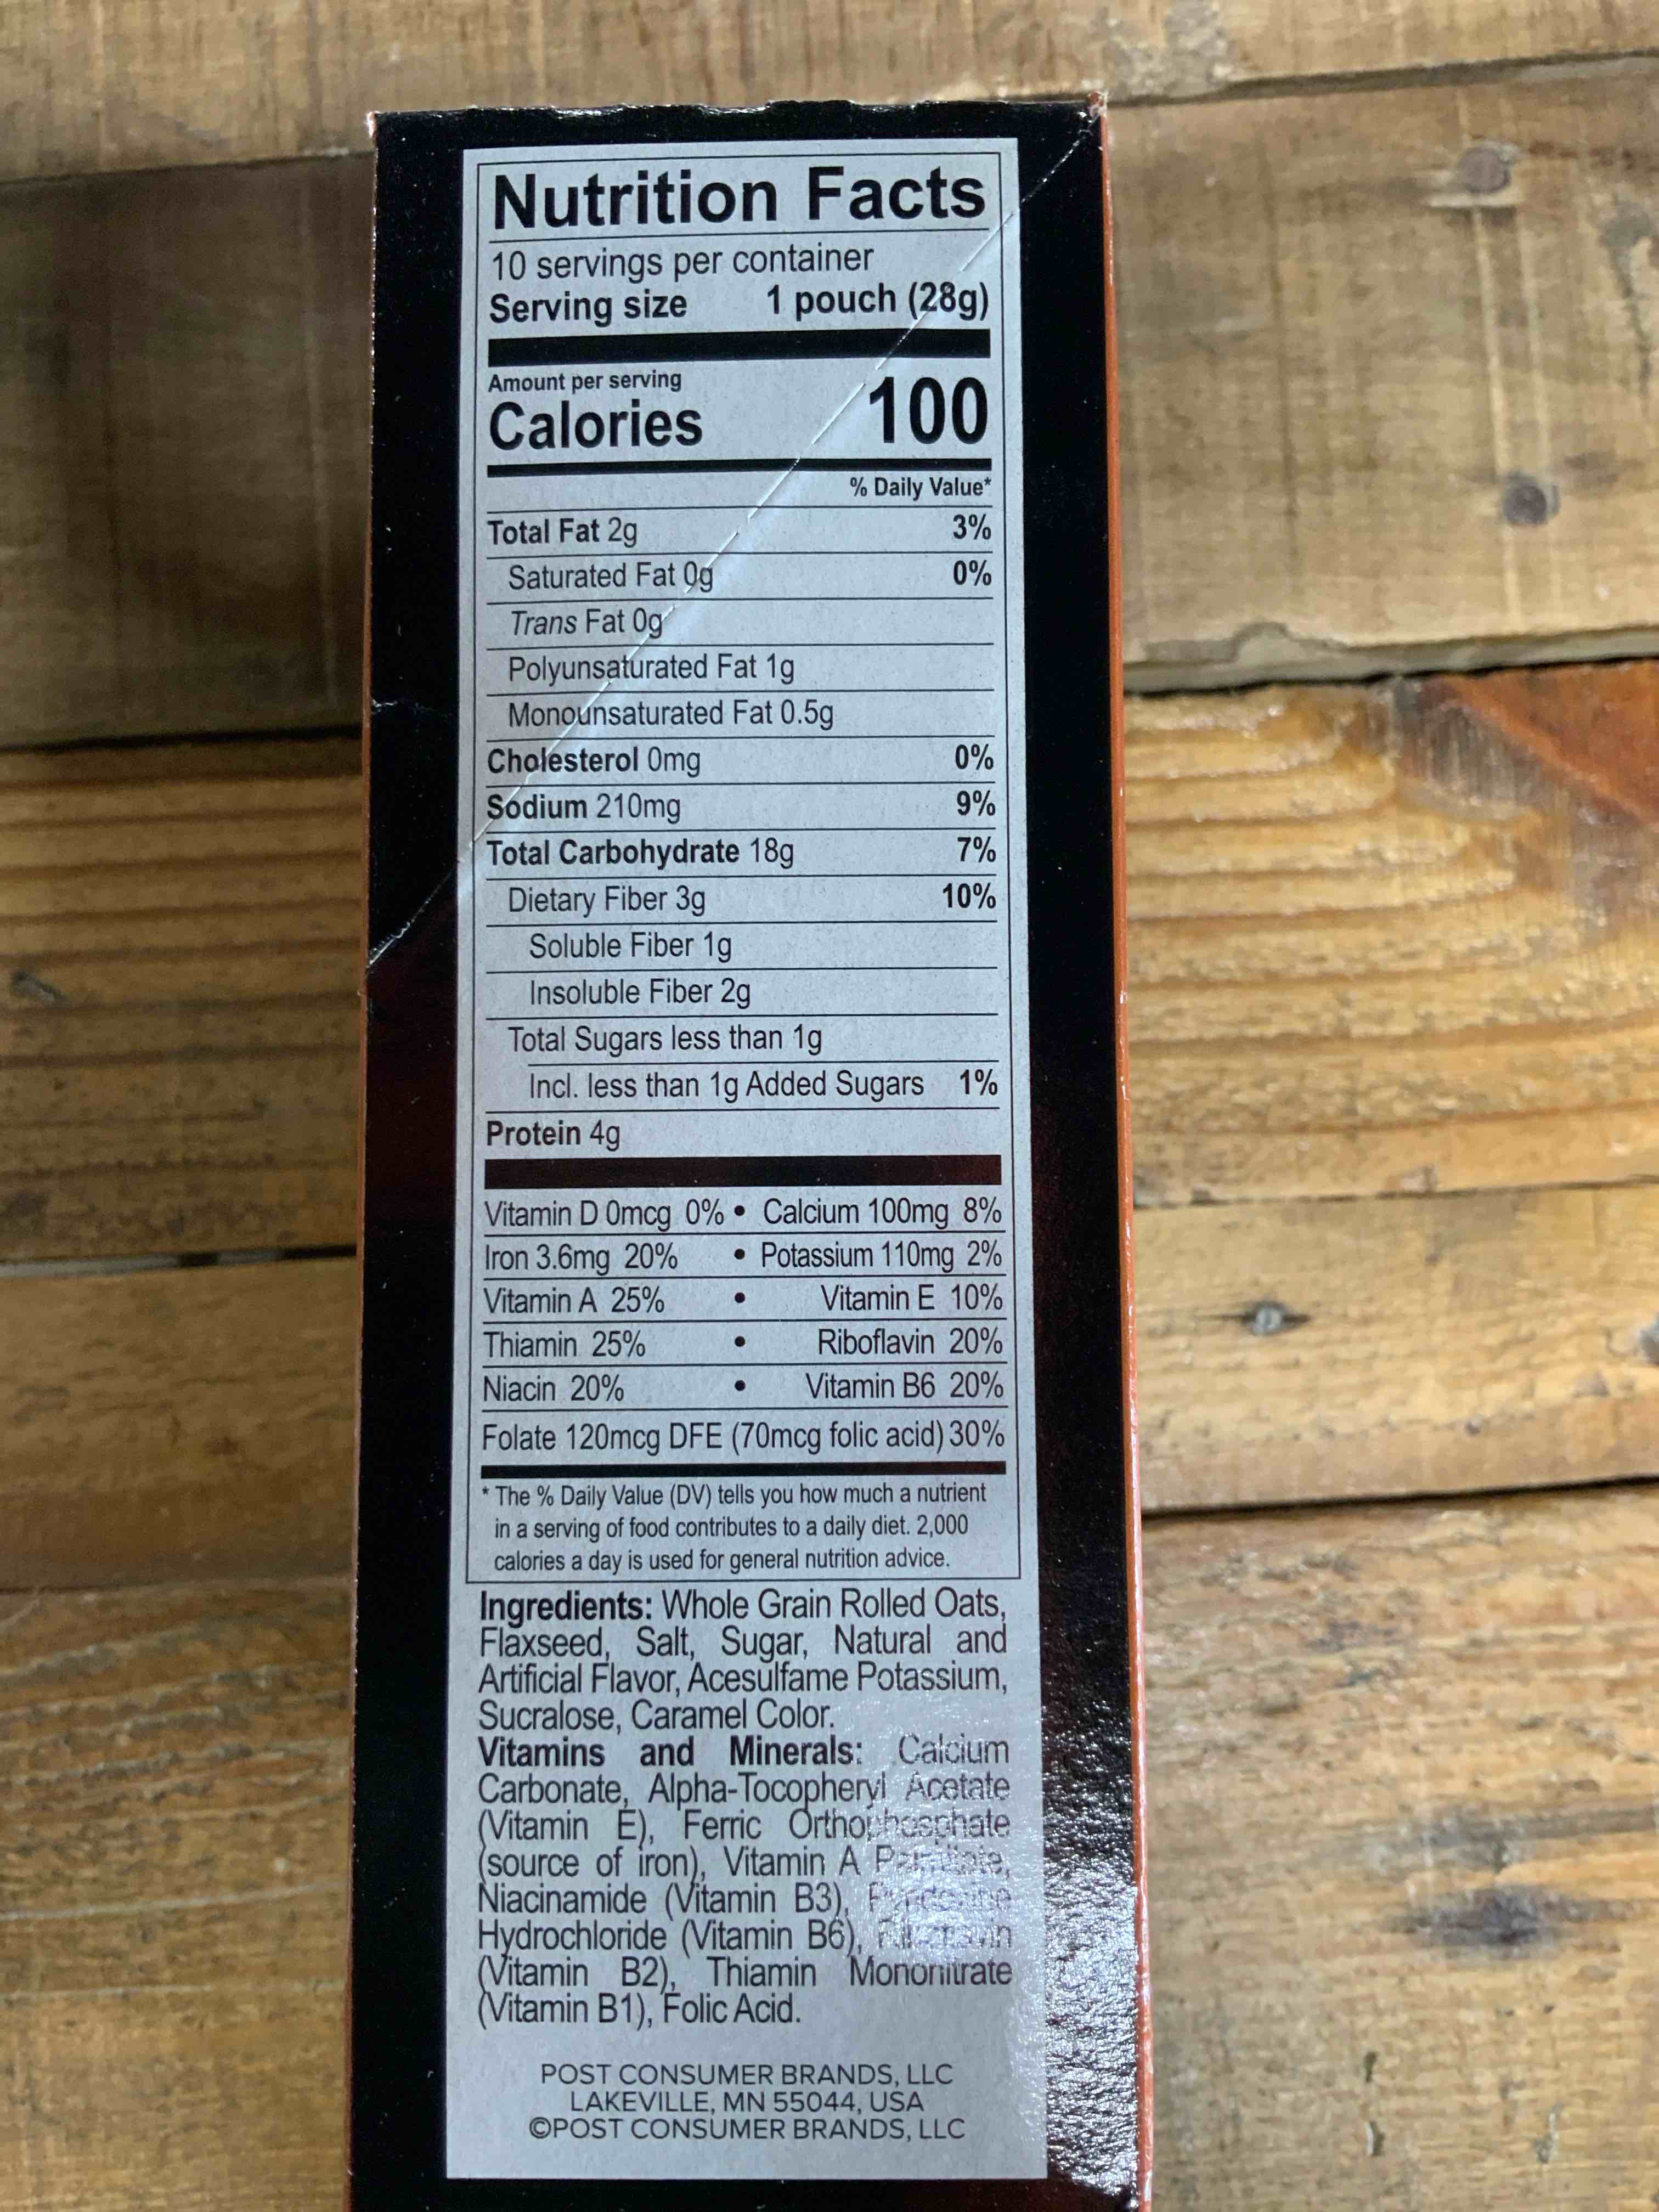 Nutrition Facts
10 servings per container
Serving size 1 pouch (28g)
Amount per serving
Calories 100
% Daily Value*
Total Fat 2g 3%
Saturated Fat 0g 0%
Trans Fat 0g
Polyunsaturated Fat 1g
Monounsaturated Fat 0.5g
Cholesterol 0mg 0%
Sodium 210mg 9%
Total Carbohydrate 18g 7%
Dietary Fiber 3g 10%
Soluble Fiber 1g
Insoluble Fiber 2g
Total Sugars less than 1g
Incl. less than 1g Added Sugars 1%
Protein 4g
Vitamin D 0mcg 0% • Calcium 100mg 8%
Iron 3.6mg 20% • Potassium 110mg 2%
Vitamin A 25% • Vitamin E 10%
Thiamin 25% • Riboflavin 20%
Niacin 20% • Vitamin B6 20%
Folate 120mcg DFE (70mcg folic acid) 30%
* The % Daily Value (DV) tells you how much a nutrient
in a serving of food contributes to a daily diet. 2,000
calories a day is used for general nutrition advice.
Ingredients: Whole Grain Rolled Oats,
Flaxseed, Salt, Sugar, Natural and
Artificial Flavor, Acesulfame Potassium,
Sucralose, Caramel Color.
Vitamins and Minerals: Calcium
Carbonate, Alpha-Tocopheryl Acetate
(Vitamin E), Ferric Orthophosphate
(source of iron), Vitamin A
Niacinamide (Vitamin B3),
Hydrochloride (Vitamin B6),
(Vitamin B2), Thiamin Mononitrate
(Vitamin B1), Folic Acid.
POST CONSUMER BRANDS, LLC
LAKEVILLE, MN 55044, USA
©POST CONSUMER BRANDS, LLC